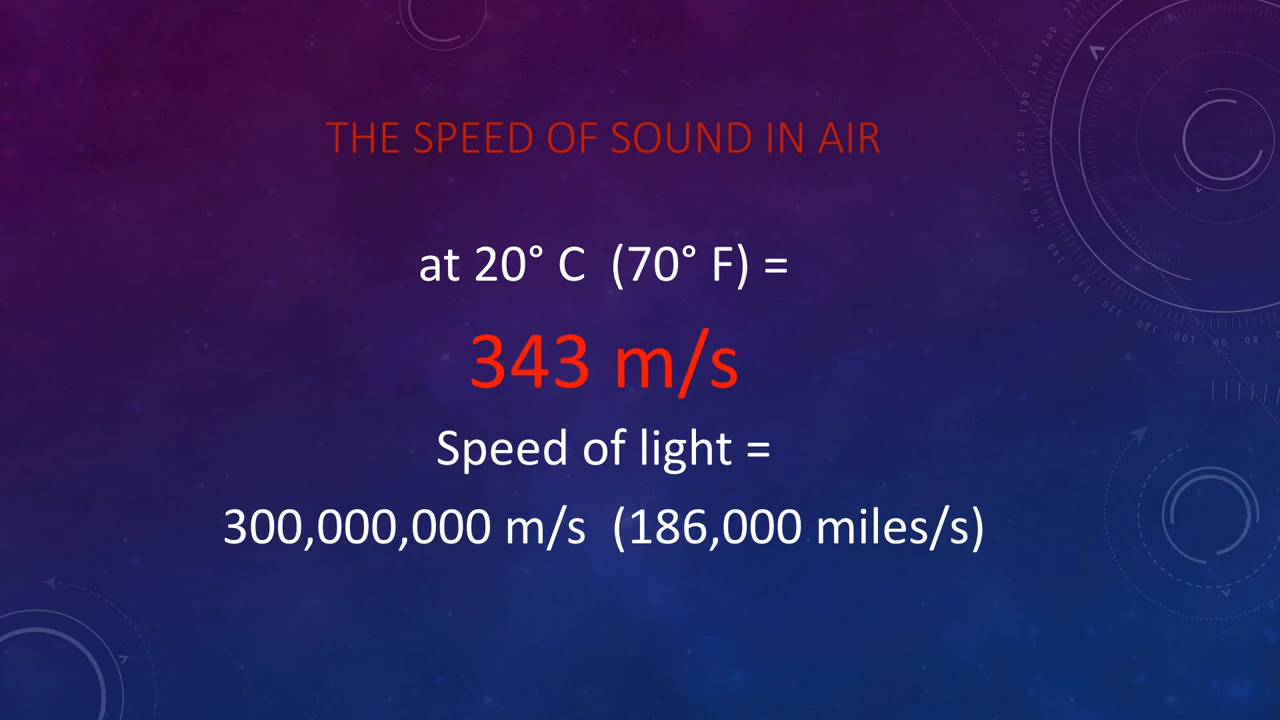 THE SPEED OF SOUND IN AIR
at 20° C (70° F) =
343 m/s
Speed of light =
300,000,000 m/s (186,000 miles/s)